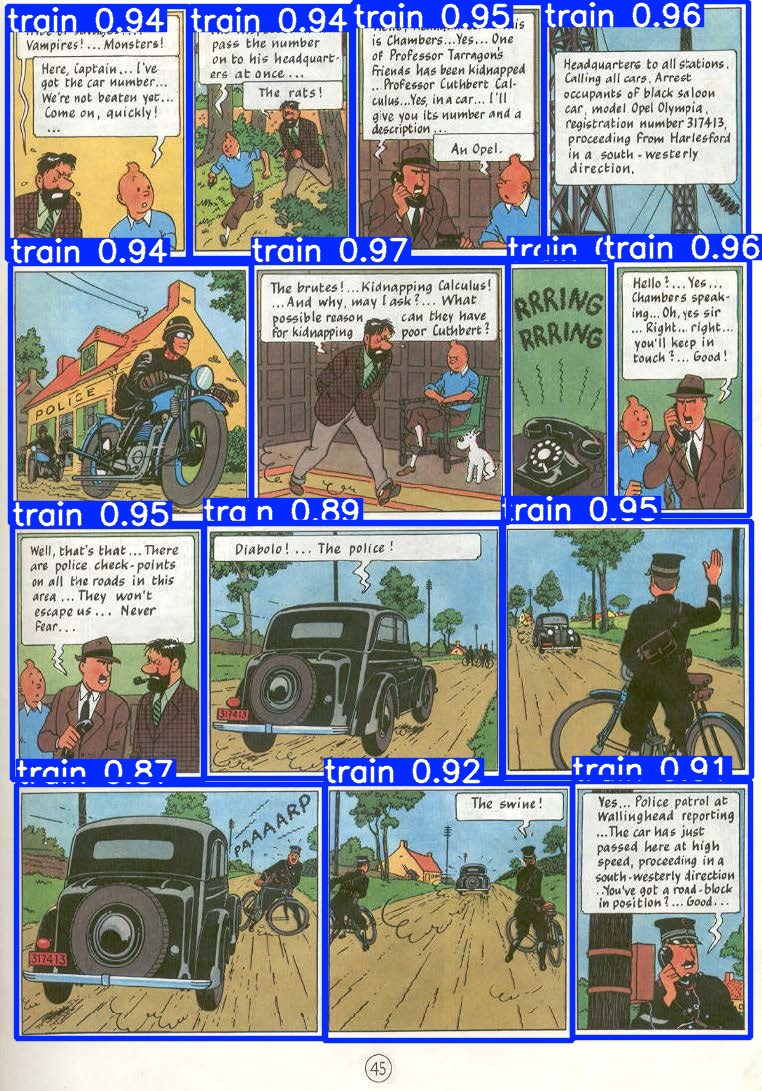 train 0.94
Vampires!... Monsters!
Here, Captain... I've
got the car number...
We're not beaten yet...
Come on, quickly!
...
train 0.94
pass the number
on to his headquart-
ers at once...
The rats!
train 0.95
is Chambers...Yes... One
of Professor Tarragon's
friends has been kidnapped
...Professor Cuthbert Cal-
culus...Yes, in a car... I'll
give you its number and a
description...
An Opel.
train 0.96
Headquarters to all stations.
Calling all cars. Arrest
occupants of black saloon
car, model Opel Olympia,
registration number 317413,
proceeding from Harlesford
in a south-westerly
direction.
train 0.94
POLICE
train 0.97
The brutes!...Kidnapping Calculus!
...And why, may I ask?... What
possible reason can they have
for kidnapping poor Cuthbert?
train
RRRING
RRRING
train 0.96
Hello?...Yes...
Chambers speak-
ing...Oh, yes sir
...Right...right...
you'll keep in
touch?... Good!
train 0.95
Well, that's that...There
are police check-points
on all the roads in this
area...They won't
escape us... Never
fear...
train 0.89
Diabolo!... The police!
317413
train 0.95
train 0.87
PAAAARP
317413
train 0.92
The swine!
train 0.91
Yes... Police patrol at
Wallinghead reporting
...The car has just
passed here at high
speed, proceeding in a
south-westerly direction
..You've got a road-block
in position?... Good...
45